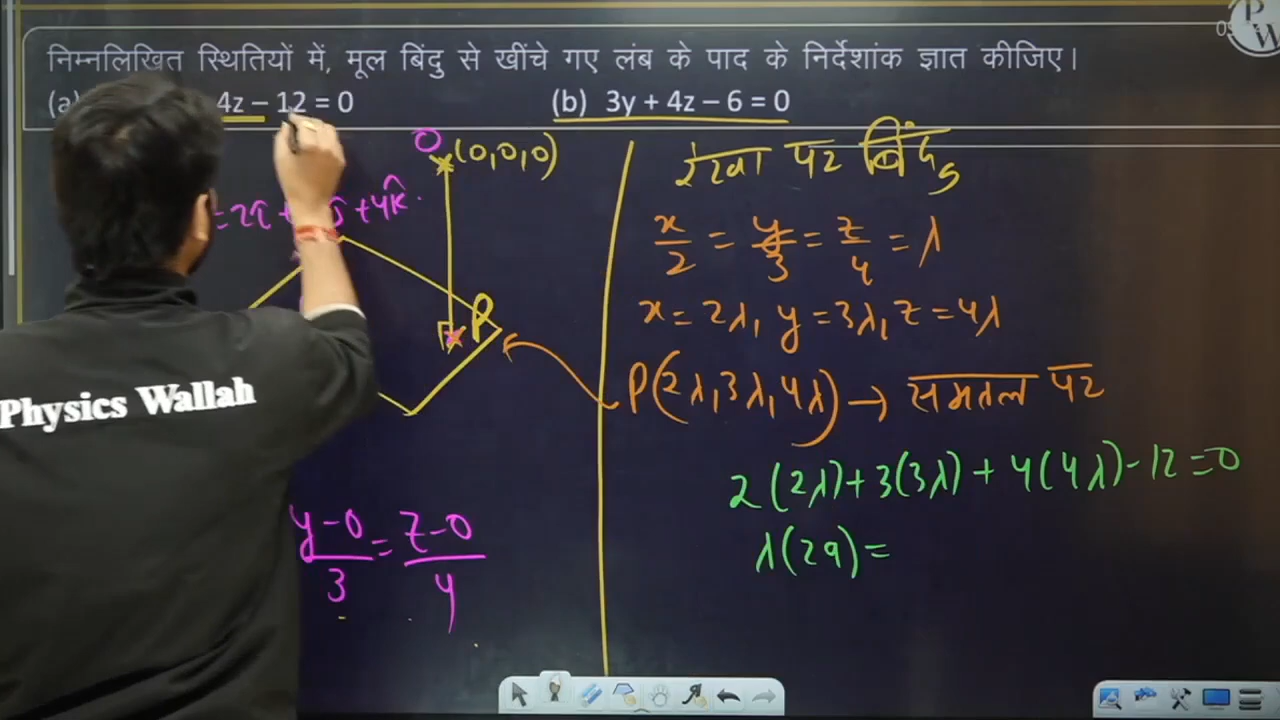 निम्नलिखित स्थितियों में, मूल बिंदु से खींचे गए लंब के पाद के निर्देशांक ज्ञात कीजिए।
(a) 4z – 12 = 0 (b) 3y + 4z – 6 = 0
O (0,0,0)
रेखा पर बिंदु
= 2î + ĵ + 4k̂
x/2 = y/3 = z/4 = λ
x = 2λ, y = 3λ, z = 4λ
P
P(2λ, 3λ, 4λ) → समतल पर
Physics Wallah
2(2λ) + 3(3λ) + 4(4λ) - 12 = 0
λ(29) =
y-0/3 = z-0/4